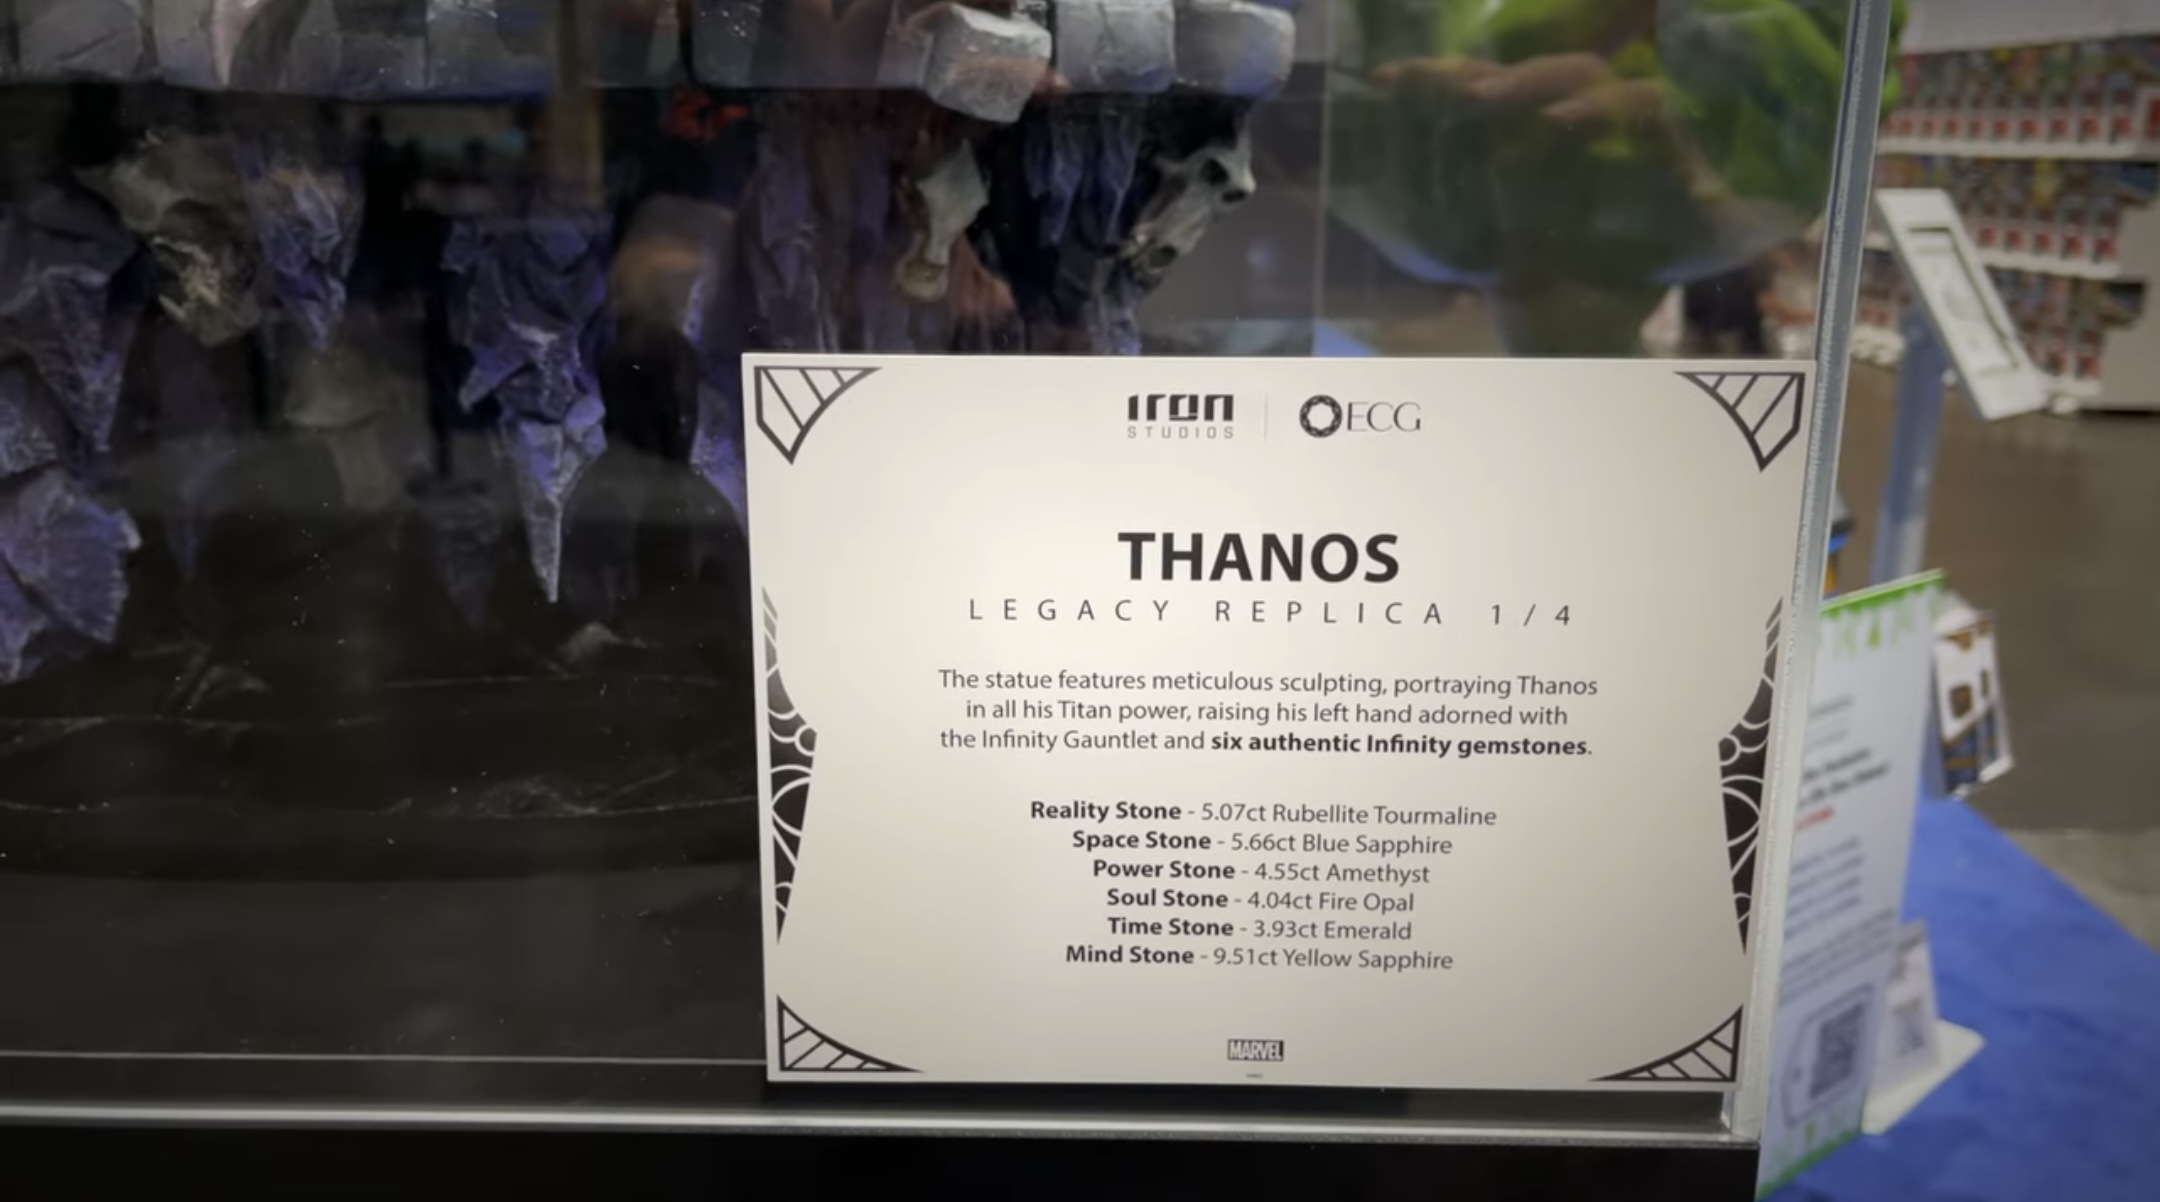 IRON
STUDIOS
ECG
THANOS
LEGACY REPLICA 1/4
The statue features meticulous sculpting, portraying Thanos
in all his Titan power, raising his left hand adorned with
the Infinity Gauntlet and six authentic Infinity gemstones.
Reality Stone - 5.07ct Rubellite Tourmaline
Space Stone - 5.66ct Blue Sapphire
Power Stone - 4.55ct Amethyst
Soul Stone - 4.04ct Fire Opal
Time Stone - 3.93ct Emerald
Mind Stone - 9.51ct Yellow Sapphire
MARVEL